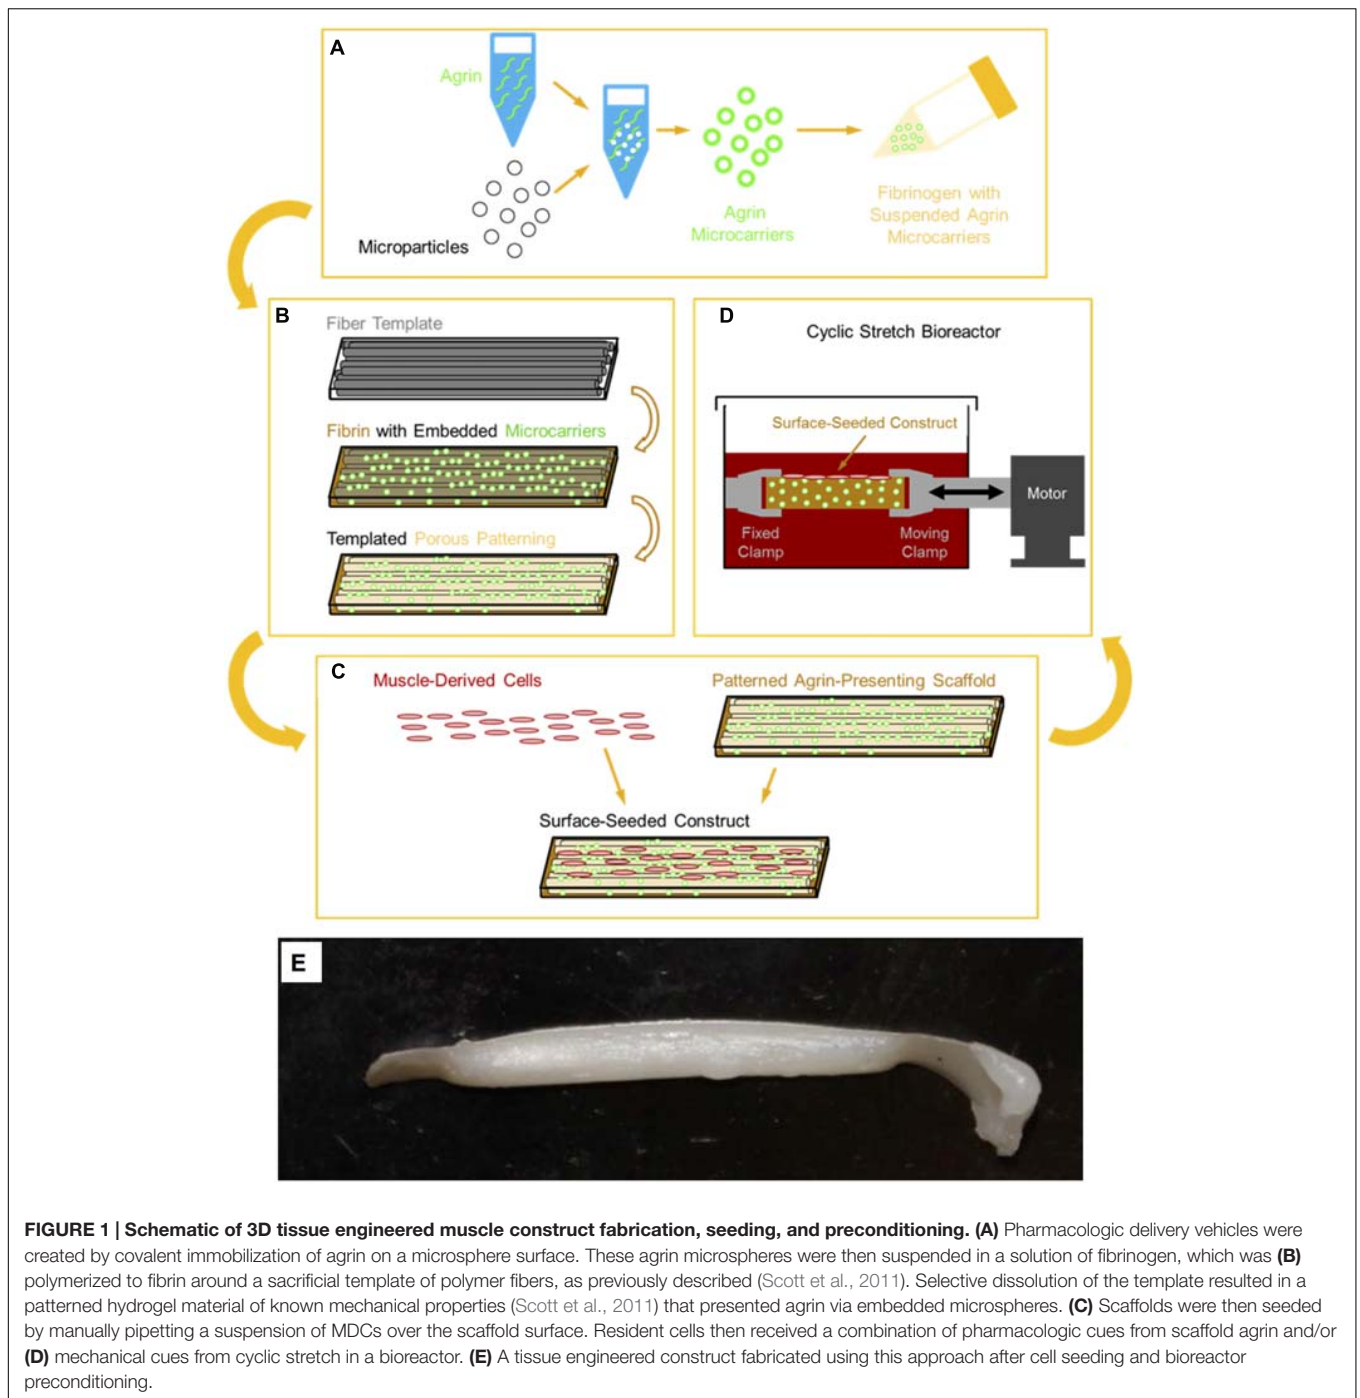 A
Agrin
Microparticles
Agrin
Microcarriers
Fibrinogen with
Suspended Agrin
Microcarriers
B
Fiber Template
Fibrin with Embedded Microcarriers
Templated Porous Patterning
D
Cyclic Stretch Bioreactor
Surface-Seeded Construct
Fixed
Clamp
Moving
Clamp
Motor
C
Muscle-Derived Cells
Patterned Agrin-Presenting Scaffold
Surface-Seeded Construct
E
FIGURE 1 | Schematic of 3D tissue engineered muscle construct fabrication, seeding, and preconditioning. (A) Pharmacologic delivery vehicles were
created by covalent immobilization of agrin on a microsphere surface. These agrin microspheres were then suspended in a solution of fibrinogen, which was (B)
polymerized to fibrin around a sacrificial template of polymer fibers, as previously described (Scott et al., 2011). Selective dissolution of the template resulted in a
patterned hydrogel material of known mechanical properties (Scott et al., 2011) that presented agrin via embedded microspheres. (C) Scaffolds were then seeded
by manually pipetting a suspension of MDCs over the scaffold surface. Resident cells then received a combination of pharmacologic cues from scaffold agrin and/or
(D) mechanical cues from cyclic stretch in a bioreactor. (E) A tissue engineered construct fabricated using this approach after cell seeding and bioreactor
preconditioning.